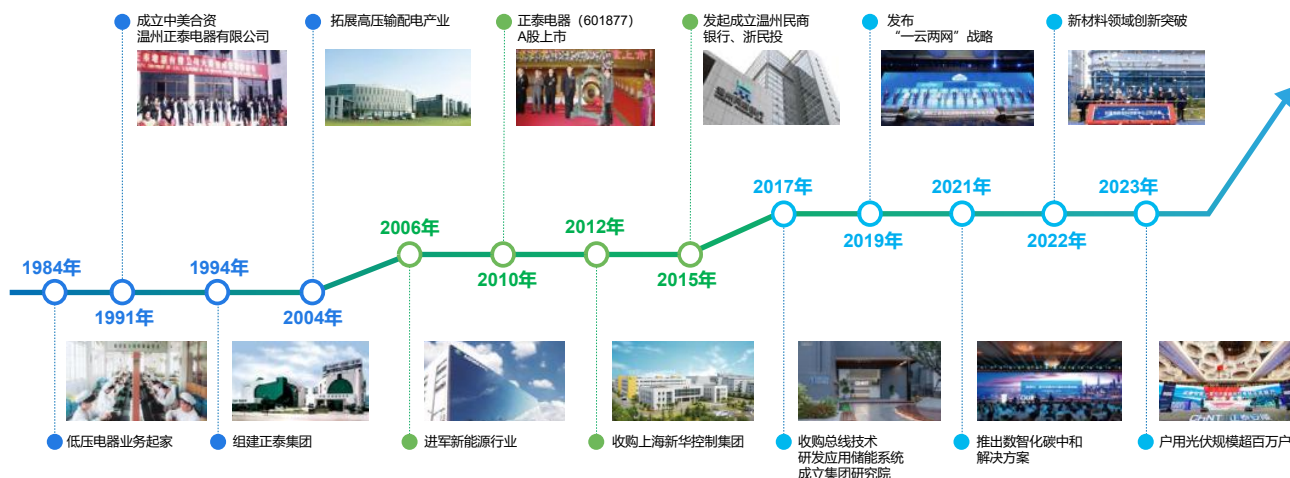 成立中美合资
温州正泰电器有限公司
拓展高压输配电产业
正泰电器（601877）
A股上市
发起成立温州民商
银行、浙民投
发布
“一云两网”战略
新材料领域创新突破
1984年
1991年
1994年
2004年
2006年
2010年
2012年
2015年
2017年
2019年
2021年
2022年
2023年
低压电器业务起家
组建正泰集团
进军新能源行业
收购上海新华控制集团
收购总线技术
研发应用储能系统
成立集团研究院
推出数智化碳中和
解决方案
户用光伏规模超百万户